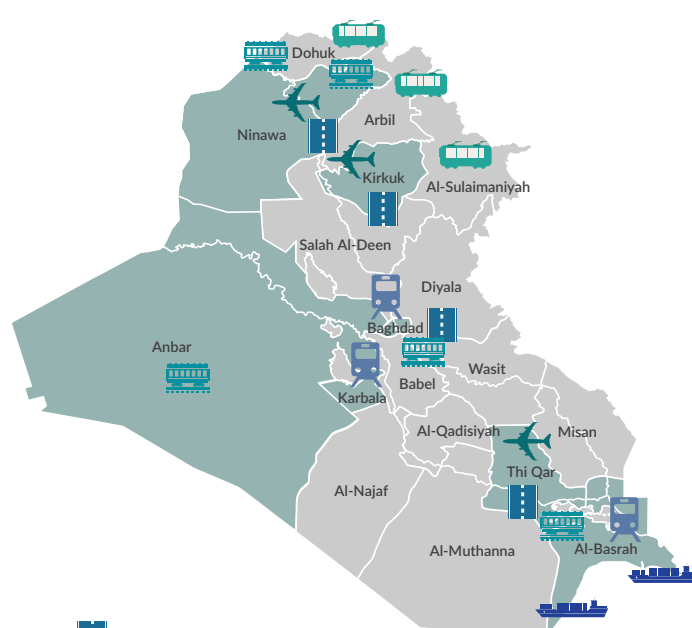 Dohuk
Arbil
Ninawa
Kirkuk
Al-Sulaimaniyah
Salah Al-Deen
Diyala
Baghdad
Anbar
Wasit
Babel
Karbala
Al-Qadisiyah
Misan
Thi Qar
Al-Najaf
Al-Basrah
Al-Muthanna